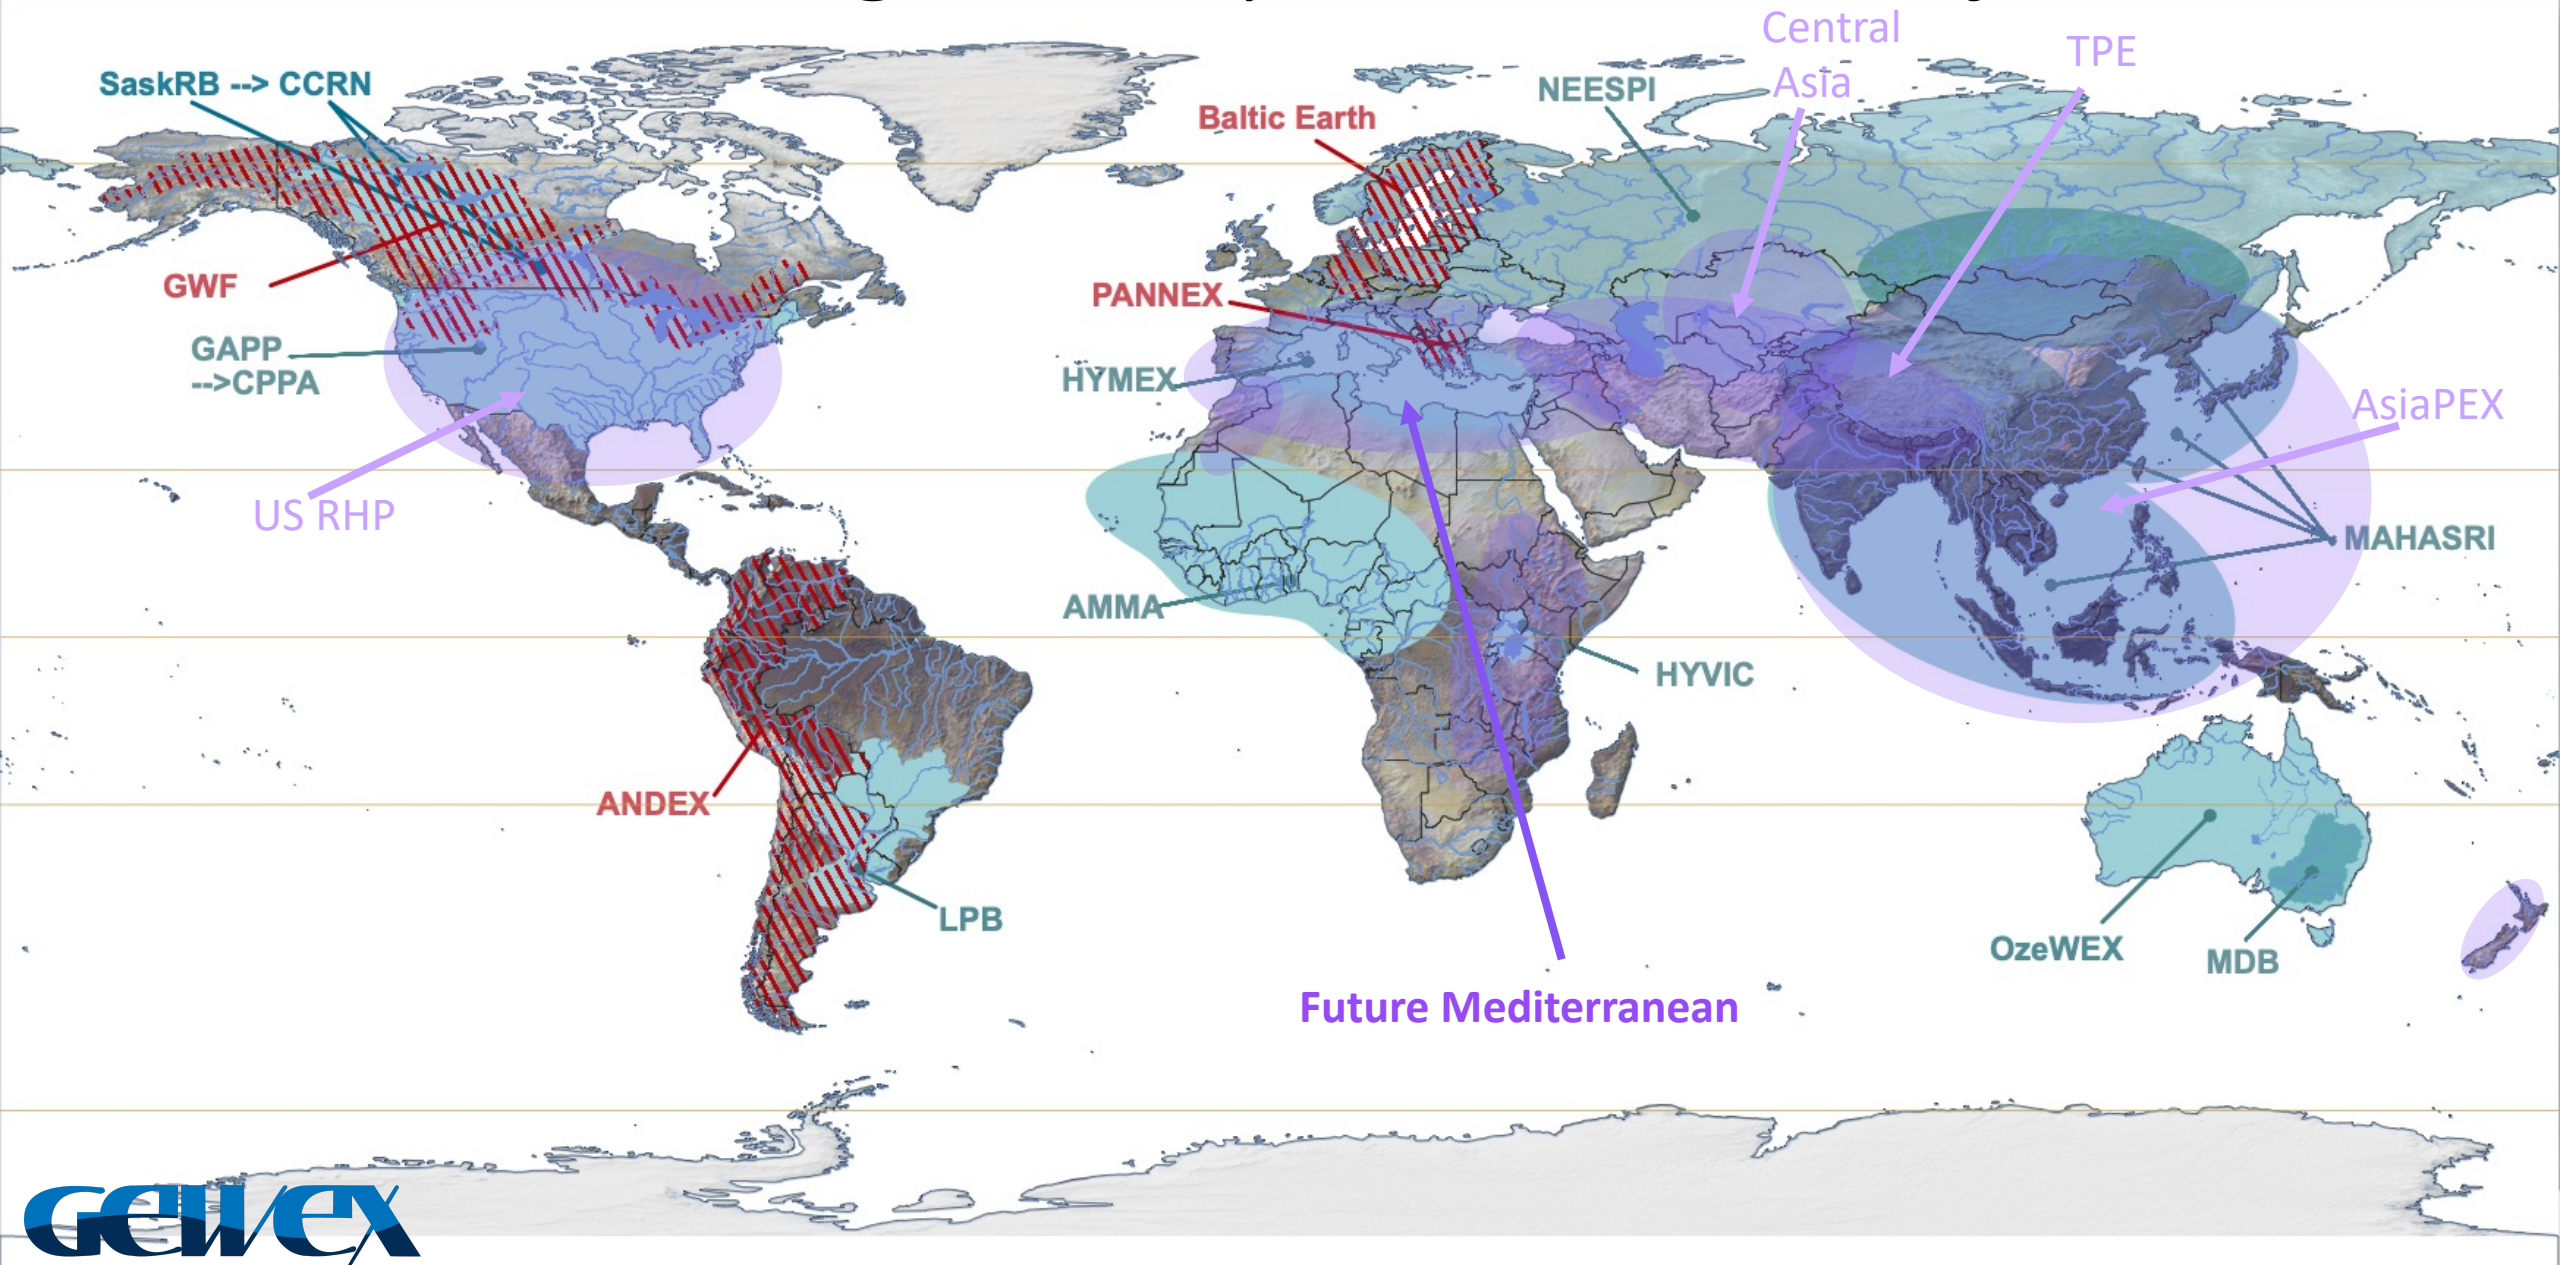 Central
Asia
TPE
SaskRB --> CCRN
NEESPI
Baltic Earth
GWF
PANNEX
GAPP
-->CPPA
HYMEX
AsiaPEX
US RHP
MAHASRI
AMMA
HYVIC
ANDEX
LPB
OzeWEX
MDB
Future Mediterranean
GEWEX